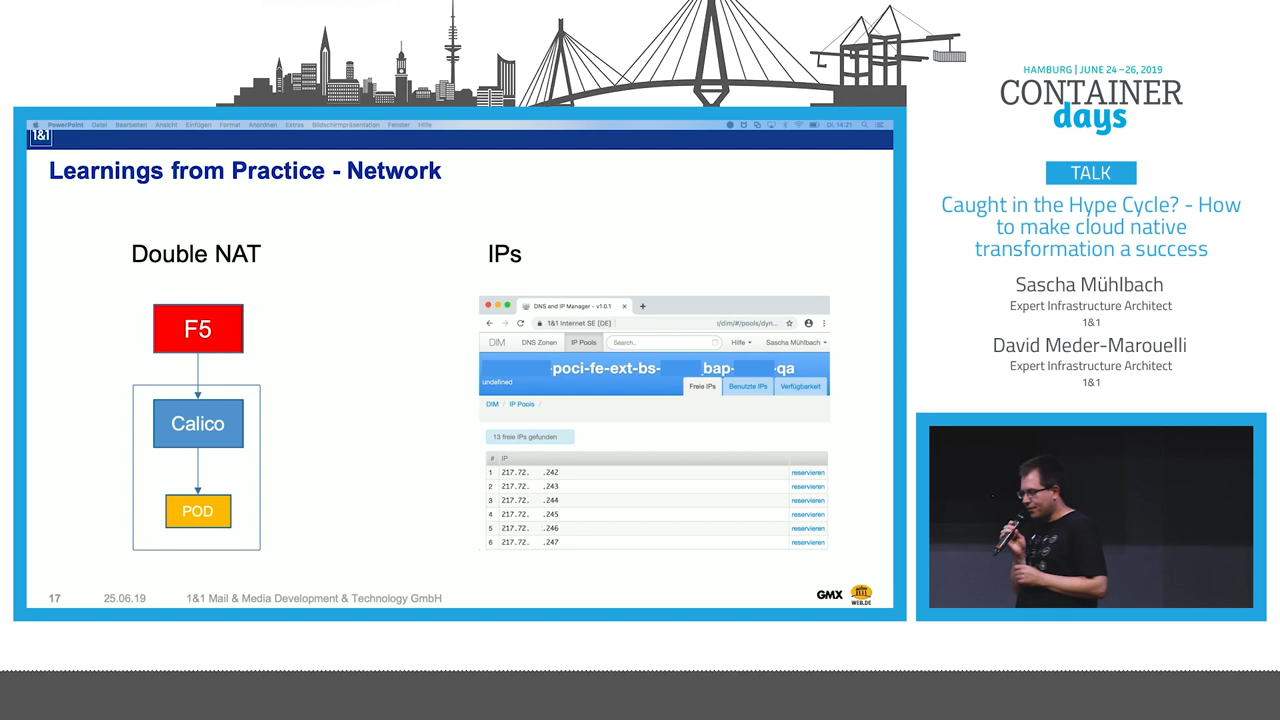 HAMBURG | JUNE 24 – 26, 2019
CONTAINER
days
TALK
Caught in the Hype Cycle? - How
to make cloud native
transformation a success
Sascha Mühlbach
Expert Infrastructure Architect
1&1
David Meder-Marouelli
Expert Infrastructure Architect
1&1
PowerPoint Datei Bearbeiten Ansicht Einfügen Format Anordnen Extras Bildschirmpräsentation Fenster Hilfe Di. 14:21
1&1
Learnings from Practice - Network
Double NAT
F5
Calico
POD
IPs
DNS and IP Manager - v1.0.1
1&1 Internet SE [DE] :/dim/#/pools/dyn...
DIM DNS Zonen IP Pools Search.. Hilfe Sascha Mühlbach
-poci-fe-ext-bs- bap- -qa
undefined
Freie IPs Benutzte IPs Verfügbarkeit
DIM / IP Pools /
13 freie IPs gefunden
# IP
1 217.72. .242 reservieren
2 217.72. .243 reservieren
3 217.72. .244 reservieren
4 217.72. .245 reservieren
5 217.72. .246 reservieren
6 217.72. .247 reservieren
17 25.06.19 1&1 Mail & Media Development & Technology GmbH
GMX WEB.DE